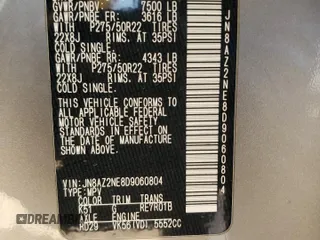 GVWR/PNBV: 7500 LB
GAWR/PNBE FR: 3616 LB
WITH P275/50R22 TIRES
22X8J RIMS, AT 35PSI
COLD SINGLE.
GAWR/PNBE RR: 4343 LB
WITH P275/50R22 TIRES
22X8J RIMS, AT 35PSI
COLD SINGLE.
THIS VEHICLE CONFORMS TO
ALL APPLICABLE FEDERAL
MOTOR VEHICLE SAFETY
STANDARDS IN EFFECT ON THE
DATE OF MANUFACTURE
SHOWN ABOVE.
VIN:JN8AZ2NE8D9060804
TYPE:MPV
COLOR TRIM TRANS
K51 G RE7R01B
AXLE ENGINE
RD29 VK56(VD) 5552CC
JN8AZ2NE8D9060804